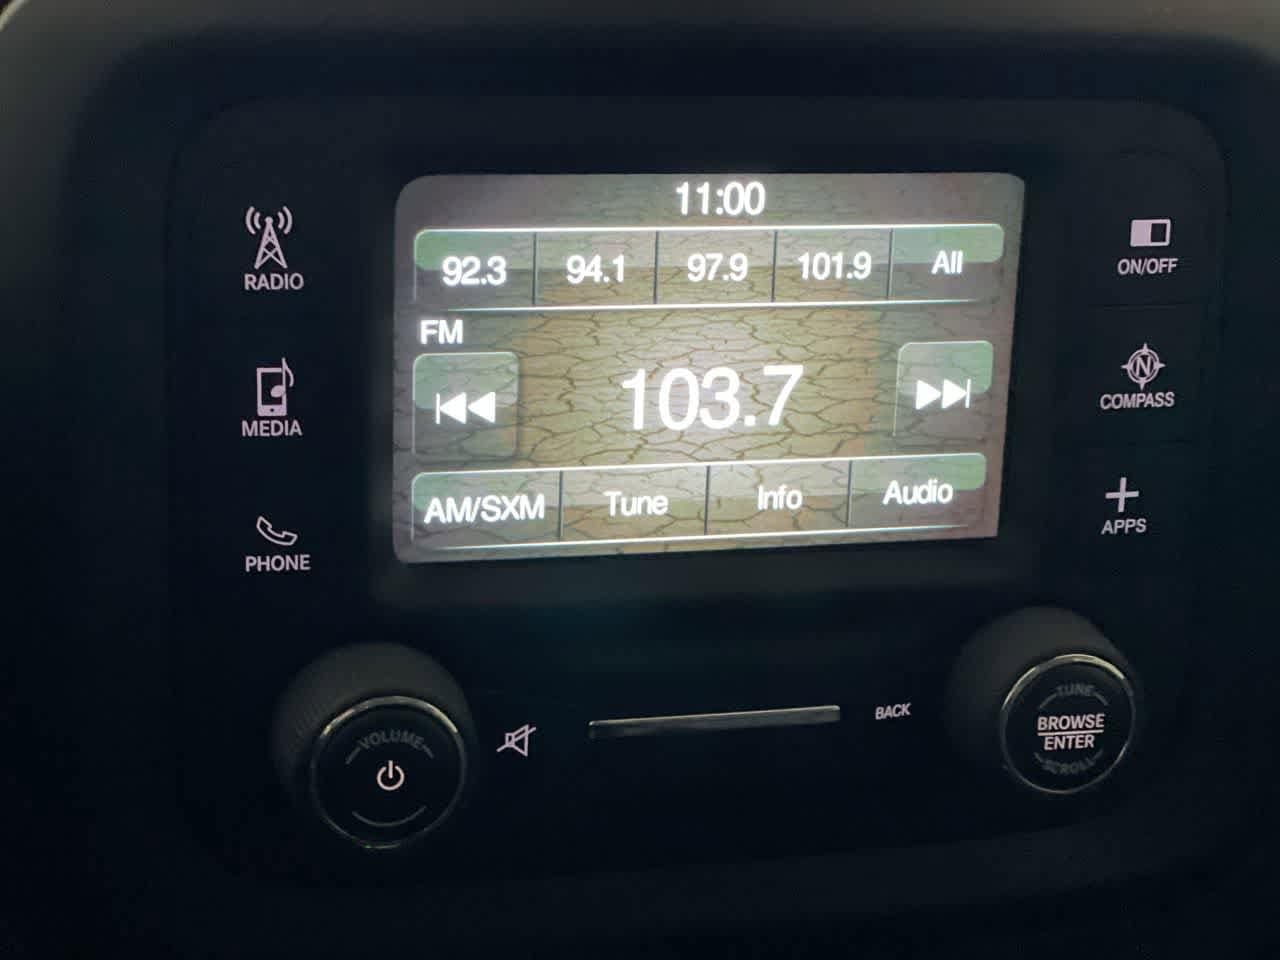 11:00
92.3 94.1 97.9 101.9 All
FM
103.7
AM/SXM Tune Info Audio
RADIO
MEDIA
PHONE
ON/OFF
N
COMPASS
APPS
VOLUME
BACK
TUNE
BROWSE
ENTER
SCROLL